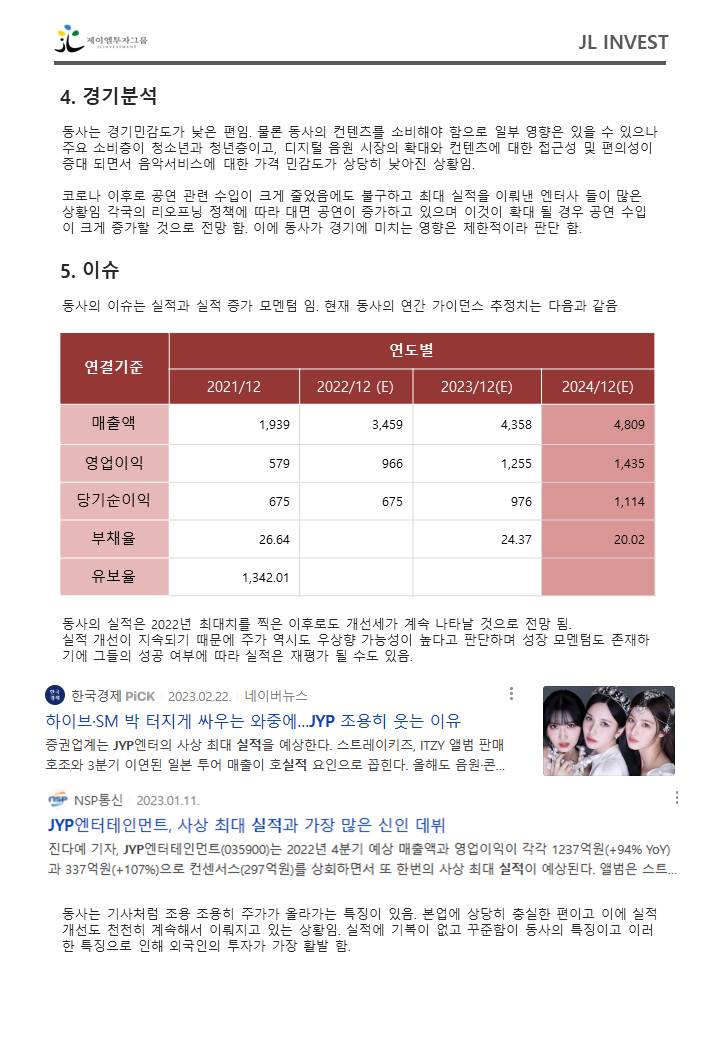 제이엘투자그룹
JLINVESTMENT
JL INVEST
4. 경기분석
동사는 경기민감도가 낮은 편임. 물론 동사의 컨텐츠를 소비해야 함으로 일부 영향은 있을 수 있으나
주요 소비층이 청소년과 청년층이고, 디지털 음원 시장의 확대와 컨텐츠에 대한 접근성 및 편의성이
증대 되면서 음악서비스에 대한 가격 민감도가 상당히 낮아진 상황임.
코로나 이후로 공연 관련 수입이 크게 줄었음에도 불구하고 최대 실적을 이뤄낸 엔터사 들이 많은
상황임 각국의 리오프닝 정책에 따라 대면 공연이 증가하고 있으며 이것이 확대 될 경우 공연 수입
이 크게 증가할 것으로 전망 함. 이에 동사가 경기에 미치는 영향은 제한적이라 판단 함.
5. 이슈
동사의 이슈는 실적과 실적 증가 모멘텀 임. 현재 동사의 연간 가이던스 추정치는 다음과 같음
연결기준 연도별
2021/12 2022/12 (E) 2023/12(E) 2024/12(E)
매출액 1,939 3,459 4,358 4,809
영업이익 579 966 1,255 1,435
당기순이익 675 675 976 1,114
부채율 26.64 24.37 20.02
유보율 1,342.01
동사의 실적은 2022년 최대치를 찍은 이후로도 개선세가 계속 나타날 것으로 전망 됨.
실적 개선이 지속되기 때문에 주가 역시도 우상향 가능성이 높다고 판단하며 성장 모멘텀도 존재하
기에 그들의 성공 여부에 따라 실적은 재평가 될 수도 있음.
한국경제 한국경제 PiCK 2023.02.22. 네이버뉴스
하이브·SM 박 터지게 싸우는 와중에...JYP 조용히 웃는 이유
증권업계는 JYP엔터의 사상 최대 실적을 예상한다. 스트레이키즈, ITZY 앨범 판매
호조와 3분기 이연된 일본 투어 매출이 호실적 요인으로 꼽힌다. 올해도 음원·콘...
NSP NSP통신 2023.01.11.
JYP엔터테인먼트, 사상 최대 실적과 가장 많은 신인 데뷔
진다예 기자, JYP엔터테인먼트(035900)는 2022년 4분기 예상 매출액과 영업이익이 각각 1237억원(+94% YoY)
과 337억원(+107%)으로 컨센서스(297억원)를 상회하면서 또 한번의 사상 최대 실적이 예상된다. 앨범은 스트...
동사는 기사처럼 조용 조용히 주가가 올라가는 특징이 있음. 본업에 상당히 충실한 편이고 이에 실적
개선도 천천히 계속해서 이뤄지고 있는 상황임. 실적에 기복이 없고 꾸준함이 동사의 특징이고 이러
한 특징으로 인해 외국인의 투자가 가장 활발 함.